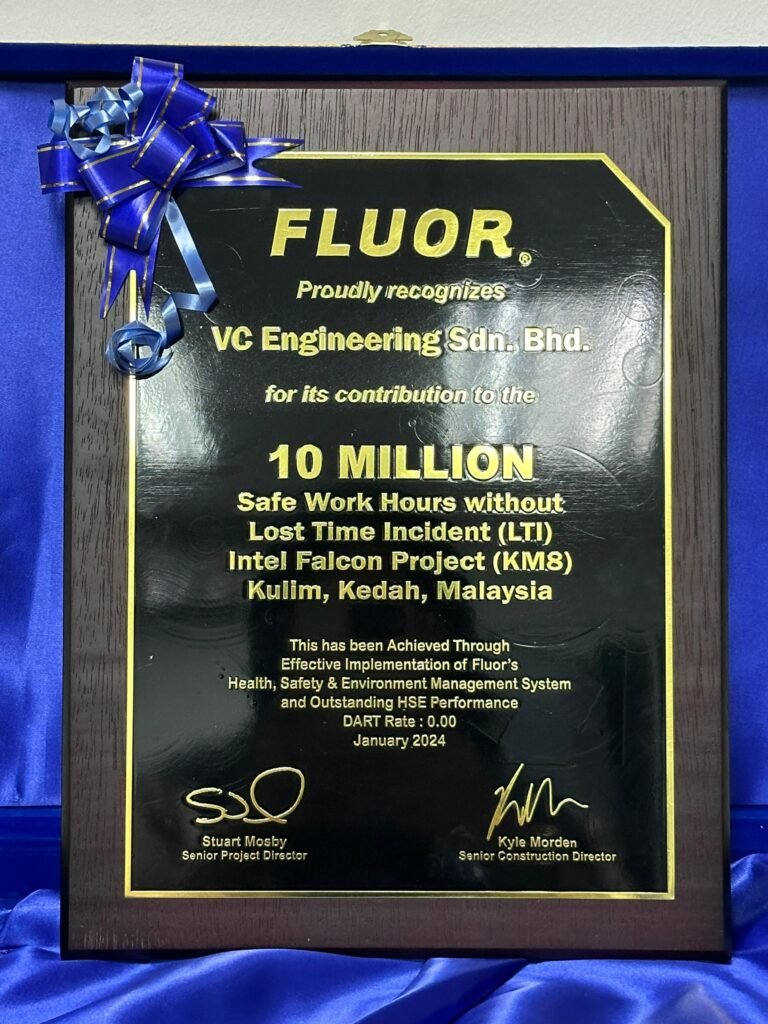 FLUOR®
Proudly recognizes
VC Engineering Sdn. Bhd.
for its contribution to the
10 MILLION
Safe Work Hours without
Lost Time Incident (LTI)
Intel Falcon Project (KM8)
Kulim, Kedah, Malaysia
This has been Achieved Through
Effective Implementation of Fluor's
Health, Safety & Environment Management System
and Outstanding HSE Performance
DART Rate : 0.00
January 2024
Stuart Mosby
Senior Project Director
Kyle Morden
Senior Construction Director